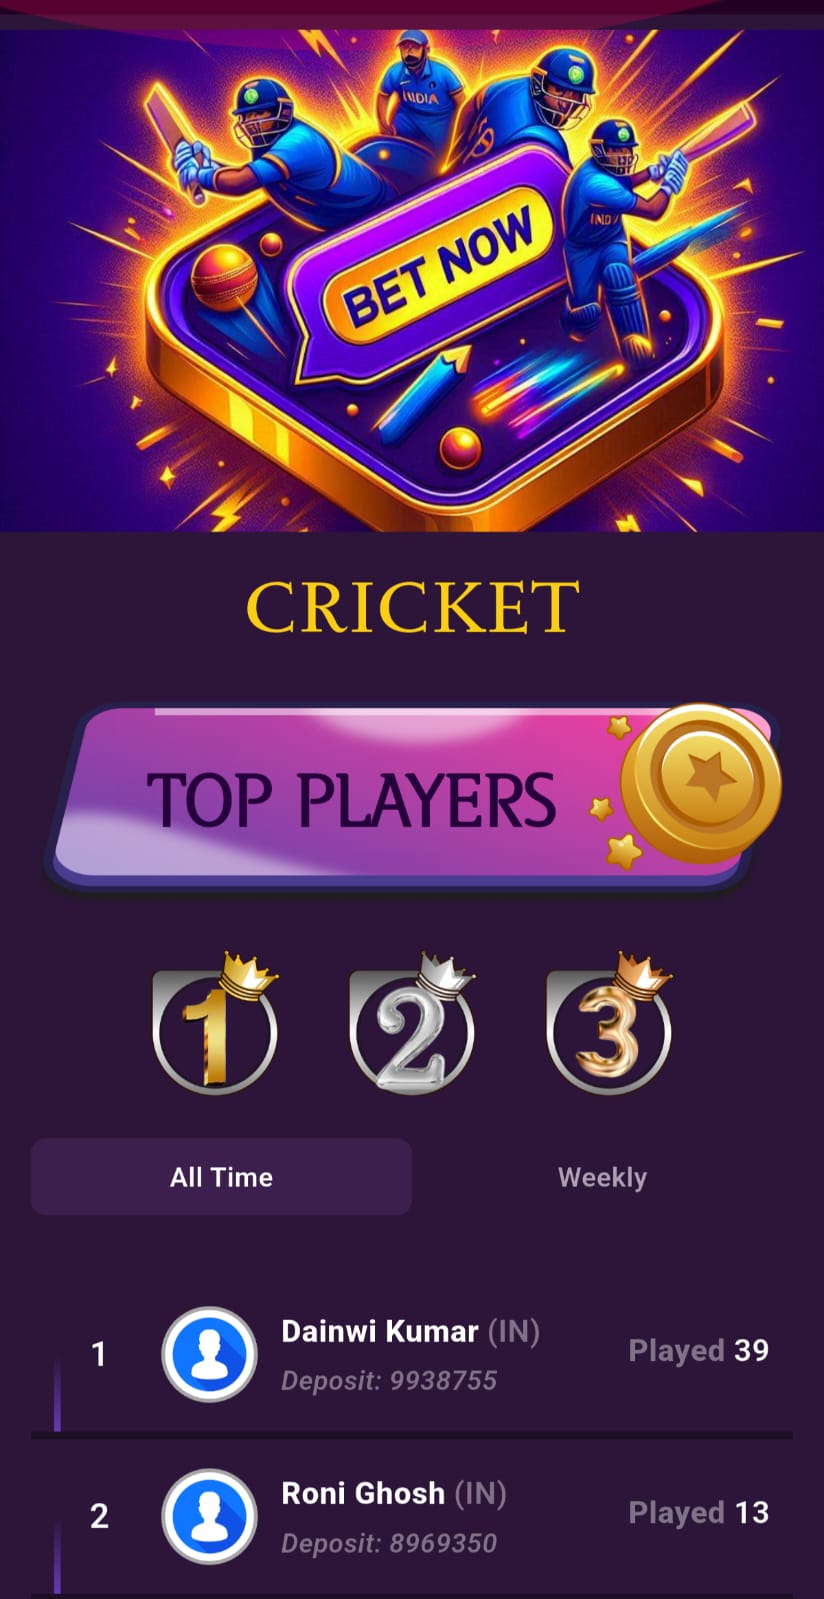 INDIA
IND
BET NOW
CRICKET
TOP PLAYERS
1 2 3
All Time Weekly
1 Dainwi Kumar (IN) Played 39
Deposit: 9938755
2 Roni Ghosh (IN) Played 13
Deposit: 8969350